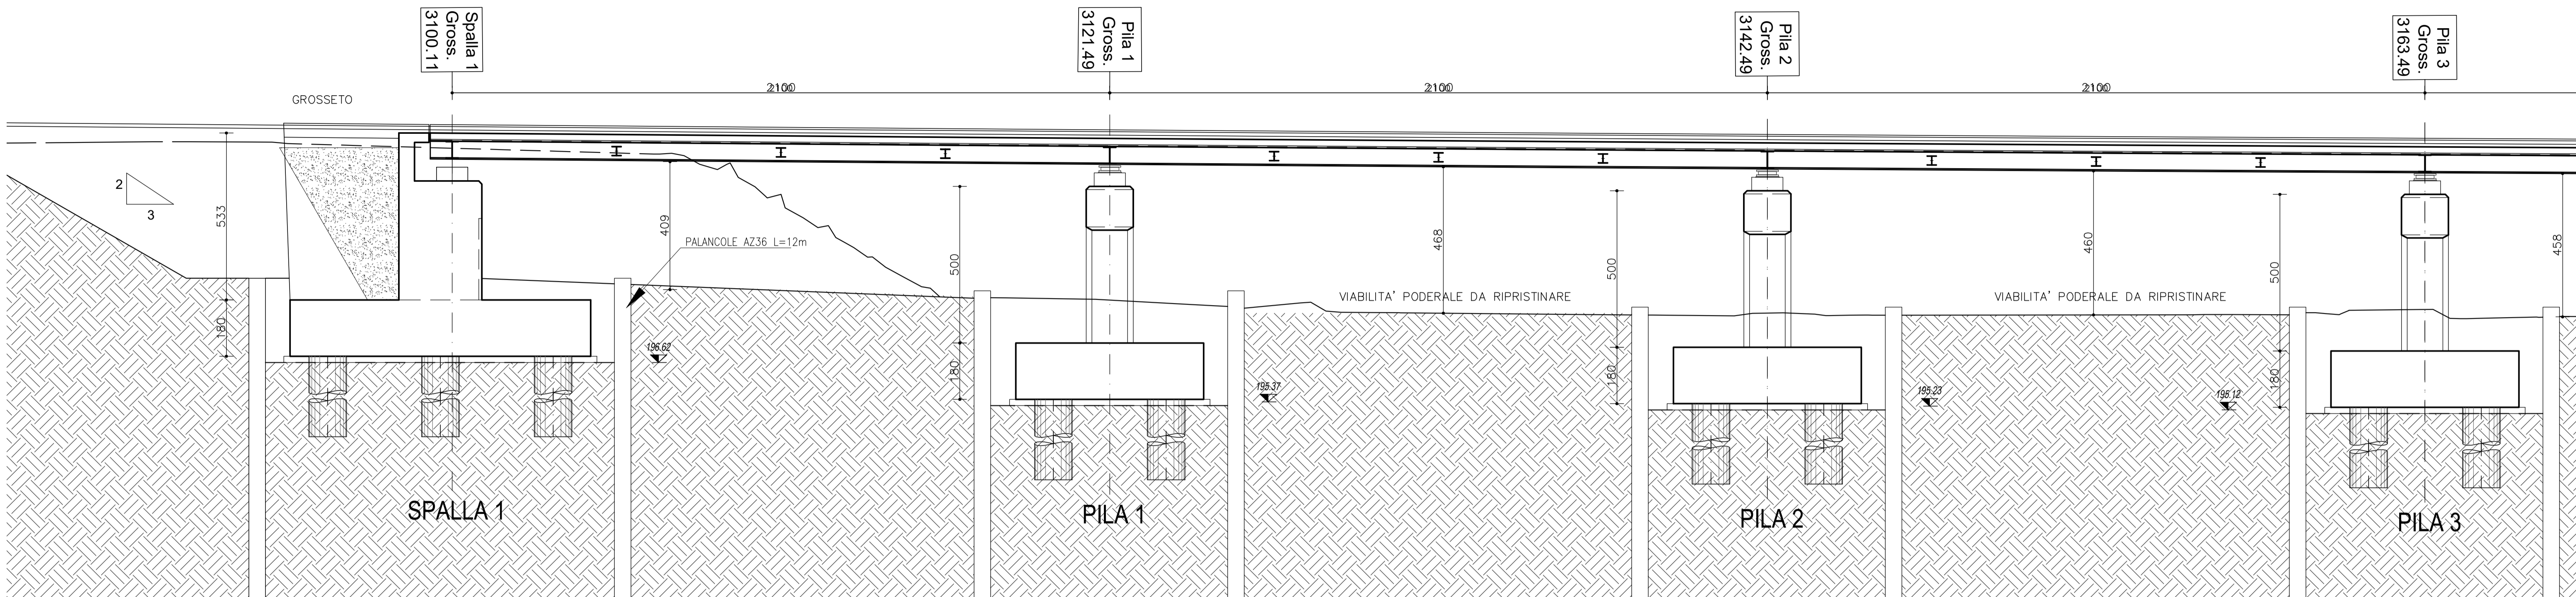 Spalla 1
Gross.
3100.11
Pila 1
Gross.
3121.49
Pila 2
Gross.
3142.49
Pila 3
Gross.
3163.49
2100
2100
2100
GROSSETO
2
3
533
180
409
PALANCOLE AZ36 L=12m
196.62
500
180
468
VIABILITA' PODERALE DA RIPRISTINARE
195.37
500
180
460
VIABILITA' PODERALE DA RIPRISTINARE
195.23
195.12
500
180
458
SPALLA 1
PILA 1
PILA 2
PILA 3